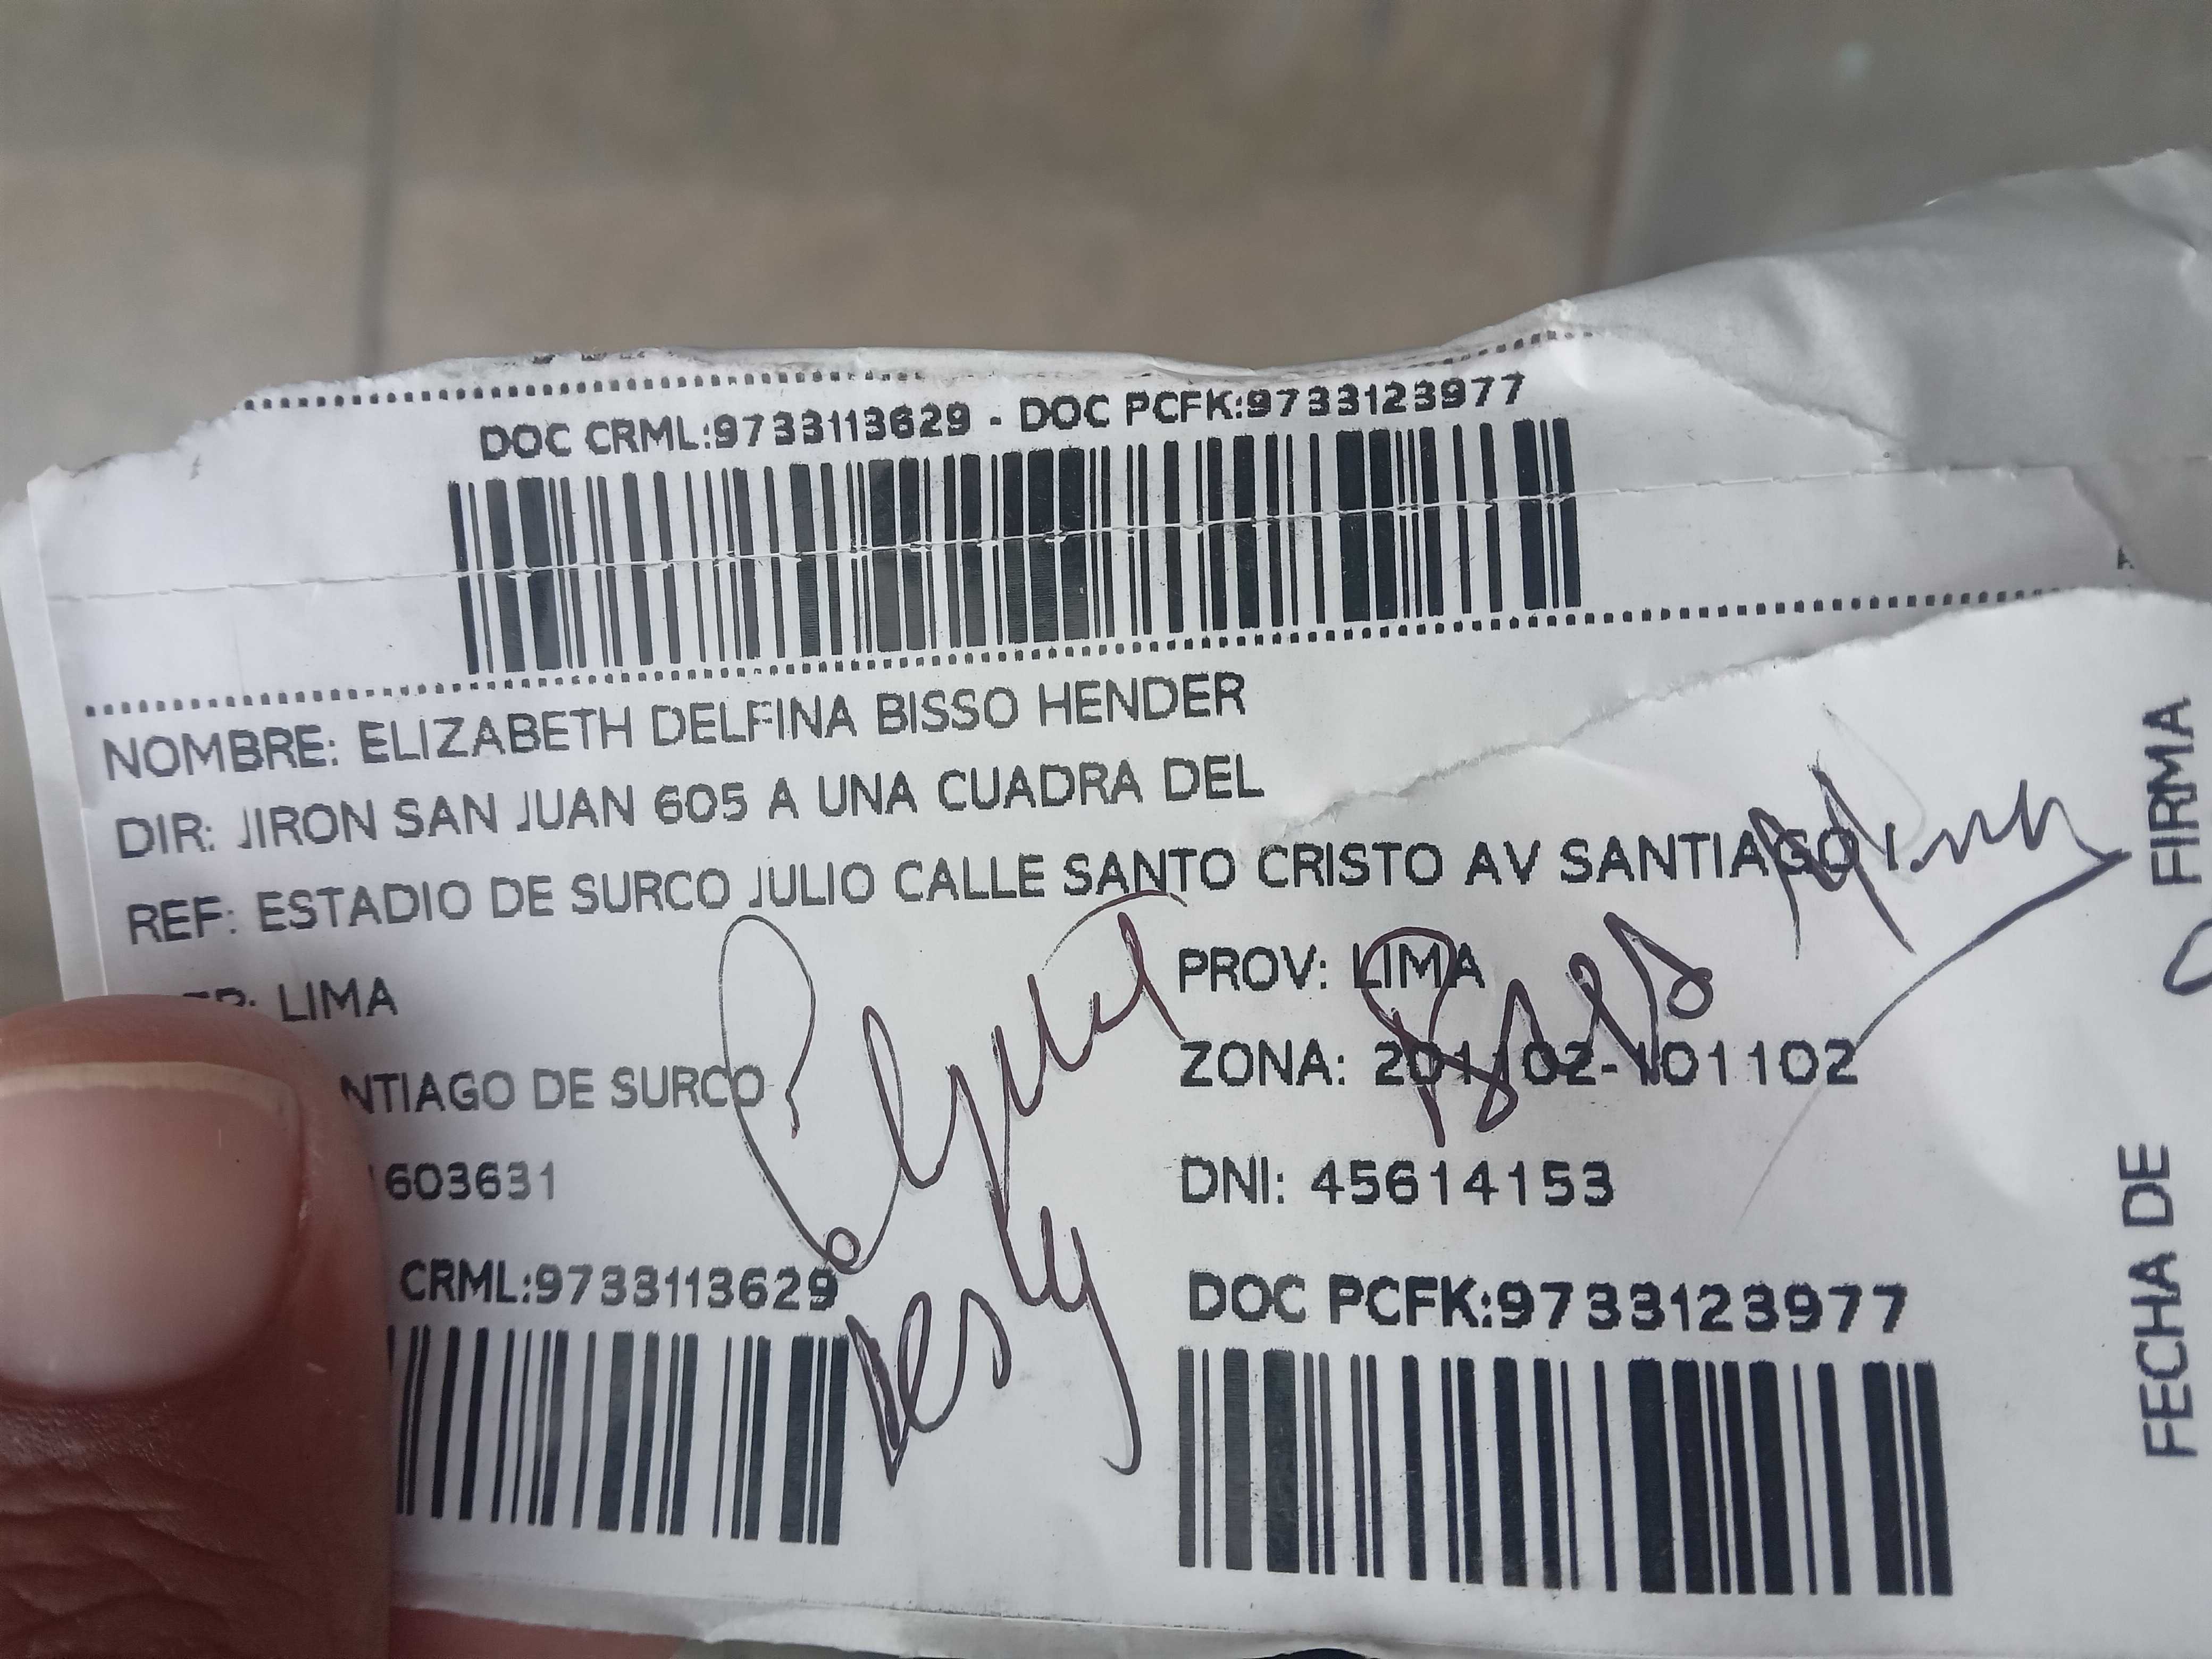 DOC CRML:9733113629 - DOC PCFK:9733123977
NOMBRE: ELIZABETH DELFINA BISSO HENDER
DIR: JIRON SAN JUAN 605 A UNA CUADRA DEL
REF: ESTADIO DE SURCO JULIO CALLE SANTO CRISTO AV SANTIAGO
LIMA PROV: LIMA
NTIAGO DE SURCO ZONA: 201102-101102
603631 DNI: 45614153
CRML:9733113629 DOC PCFK:9733123977
FIRMA
FECHA DE